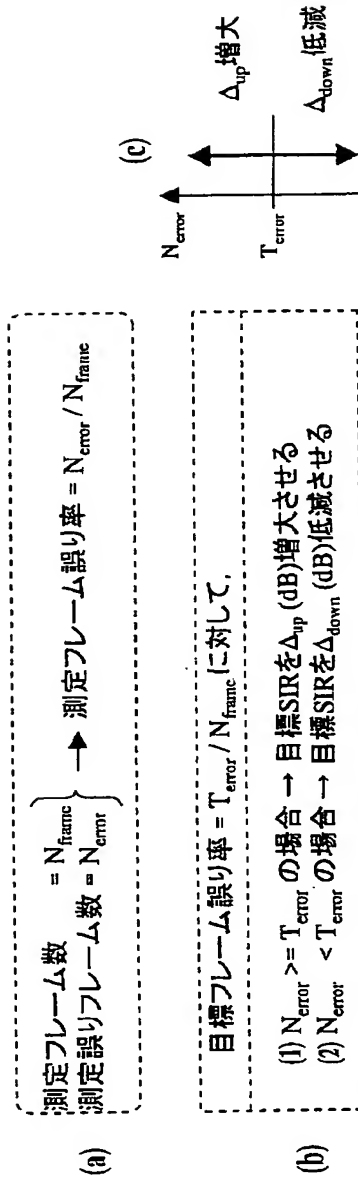 (a)
測定フレーム数 = N_frame
測定誤りフレーム数 = N_error
→ 測定フレーム誤り率 = N_error / N_frame
(b)
目標フレーム誤り率 = T_error / N_frame に対して,
(1) N_error >= T_error の場合 → 目標SIRをΔ_up (dB)増大させる
(2) N_error < T_error の場合 → 目標SIRをΔ_down (dB)低減させる
(c)
N_error
Δ_up増大
T_error
Δ_down低減